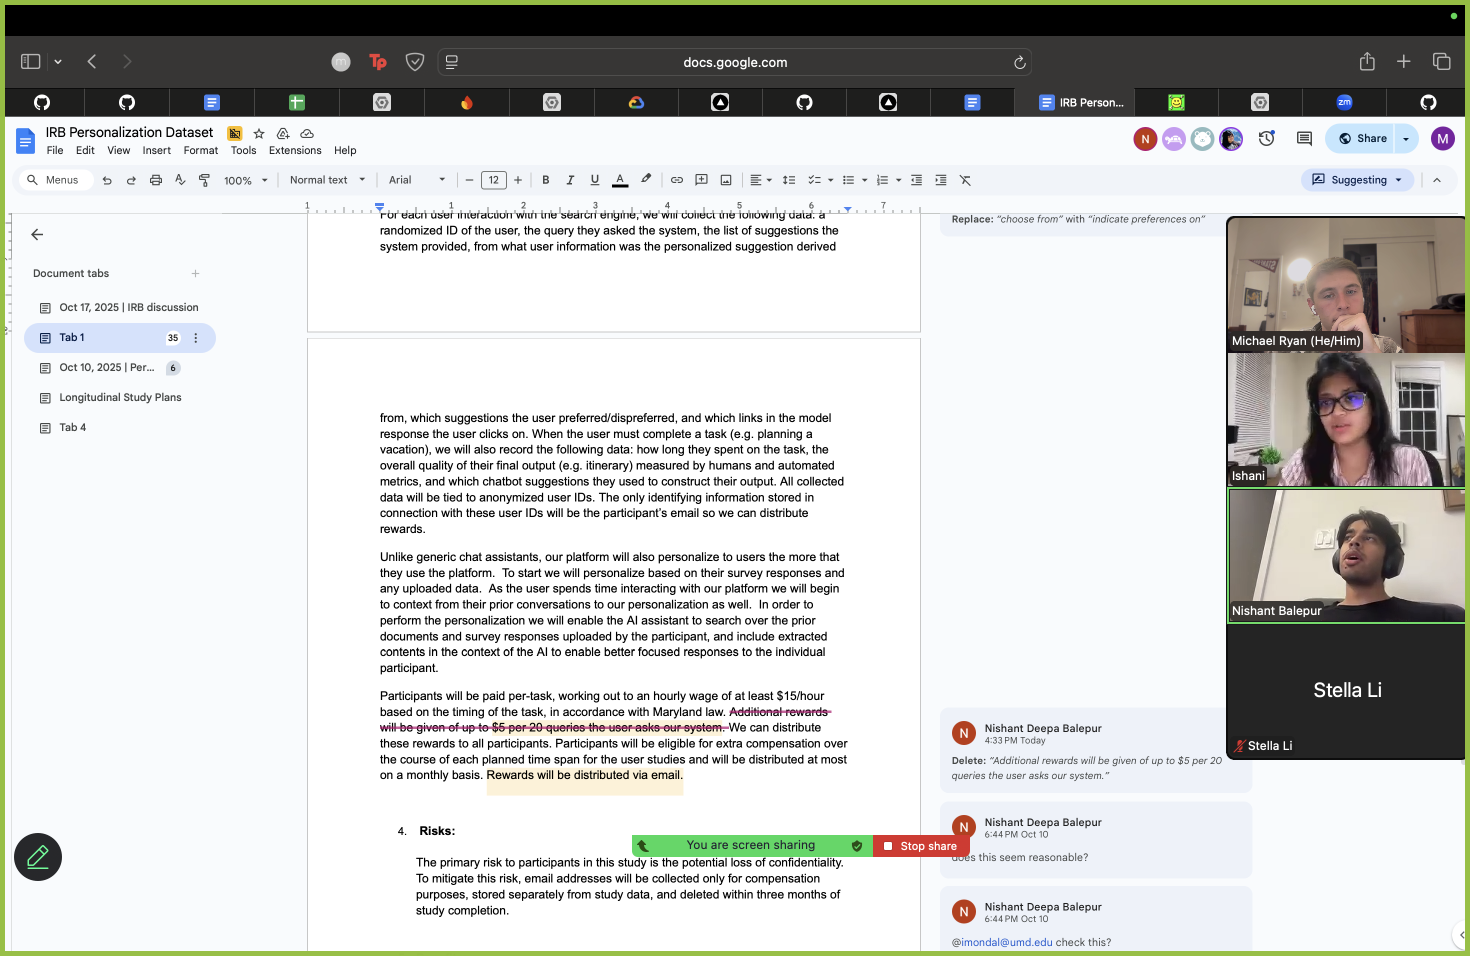 docs.google.com
IRB Person...
IRB Personalization Dataset
File Edit View Insert Format Tools Extensions Help
Share
Menus 100% Normal text Arial 12 Suggesting
1 1 2 3 4 5 6 7
Document tabs
Oct 17, 2025 | IRB discussion
Tab 1 35
Oct 10, 2025 | Per... 6
Longitudinal Study Plans
Tab 4
For each user interaction with the search engine, we will collect the following data: a
randomized ID of the user, the query they asked the system, the list of suggestions the
system provided, from what user information was the personalized suggestion derived
from, which suggestions the user preferred/dispreferred, and which links in the model
response the user clicks on. When the user must complete a task (e.g. planning a
vacation), we will also record the following data: how long they spent on the task, the
overall quality of their final output (e.g. itinerary) measured by humans and automated
metrics, and which chatbot suggestions they used to construct their output. All collected
data will be tied to anonymized user IDs. The only identifying information stored in
connection with these user IDs will be the participant's email so we can distribute
rewards.
Unlike generic chat assistants, our platform will also personalize to users the more that
they use the platform. To start we will personalize based on their survey responses and
any uploaded data. As the user spends time interacting with our platform we will begin
to context from their prior conversations to our personalization as well. In order to
perform the personalization we will enable the AI assistant to search over the prior
documents and survey responses uploaded by the participant, and include extracted
contents in the context of the AI to enable better focused responses to the individual
participant.
Participants will be paid per-task, working out to an hourly wage of at least $15/hour
based on the timing of the task, in accordance with Maryland law. Additional rewards
will be given of up to $5 per 20 queries the user asks our system. We can distribute
these rewards to all participants. Participants will be eligible for extra compensation over
the course of each planned time span for the user studies and will be distributed at most
on a monthly basis. Rewards will be distributed via email.
4. Risks:
The primary risk to participants in this study is the potential loss of confidentiality.
To mitigate this risk, email addresses will be collected only for compensation
purposes, stored separately from study data, and deleted within three months of
study completion.
You are screen sharing
Stop share
Replace: “choose from” with “indicate preferences on”
N
Nishant Deepa Balepur
4:33 PM Today
Delete: “Additional rewards will be given of up to $5 per 20
queries the user asks our system.”
N
Nishant Deepa Balepur
6:44 PM Oct 10
does this seem reasonable?
N
Nishant Deepa Balepur
6:44 PM Oct 10
@imondal@umd.edu check this?
Michael Ryan (He/Him)
Ishani
Nishant Balepur
Stella Li
Stella Li
Tp
zm
m
N
M